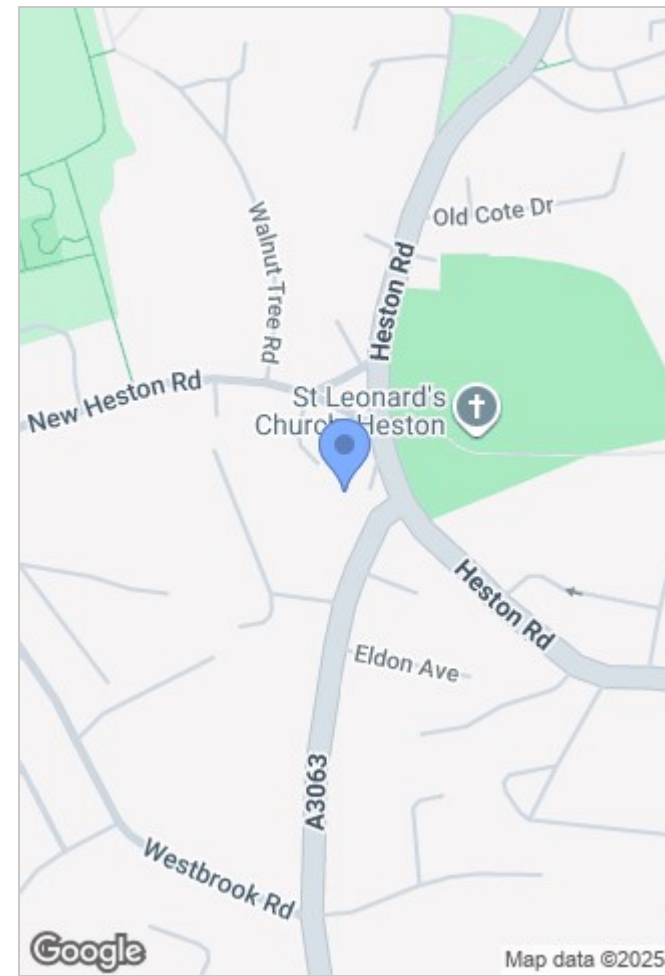 Old Cote Dr
Walnut Tree Rd
Heston Rd
New Heston Rd
St Leonard's
Church, Heston
Heston Rd
Eldon Ave
A3063
Westbrook Rd
Google
Map data ©2025